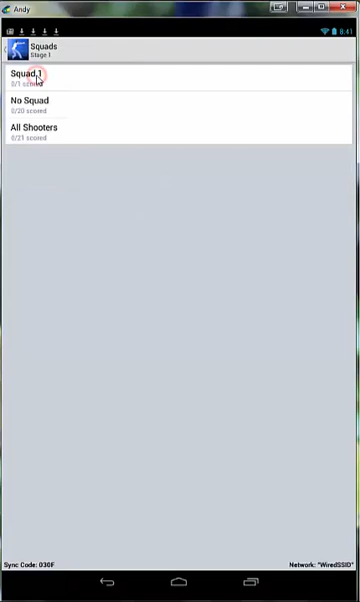 Andy
8:41
Squads
Stage 1
Squad 1
0/1 scored
No Squad
0/20 scored
All Shooters
0/21 scored
Sync Code: 030F
Network: "WiredSSID"